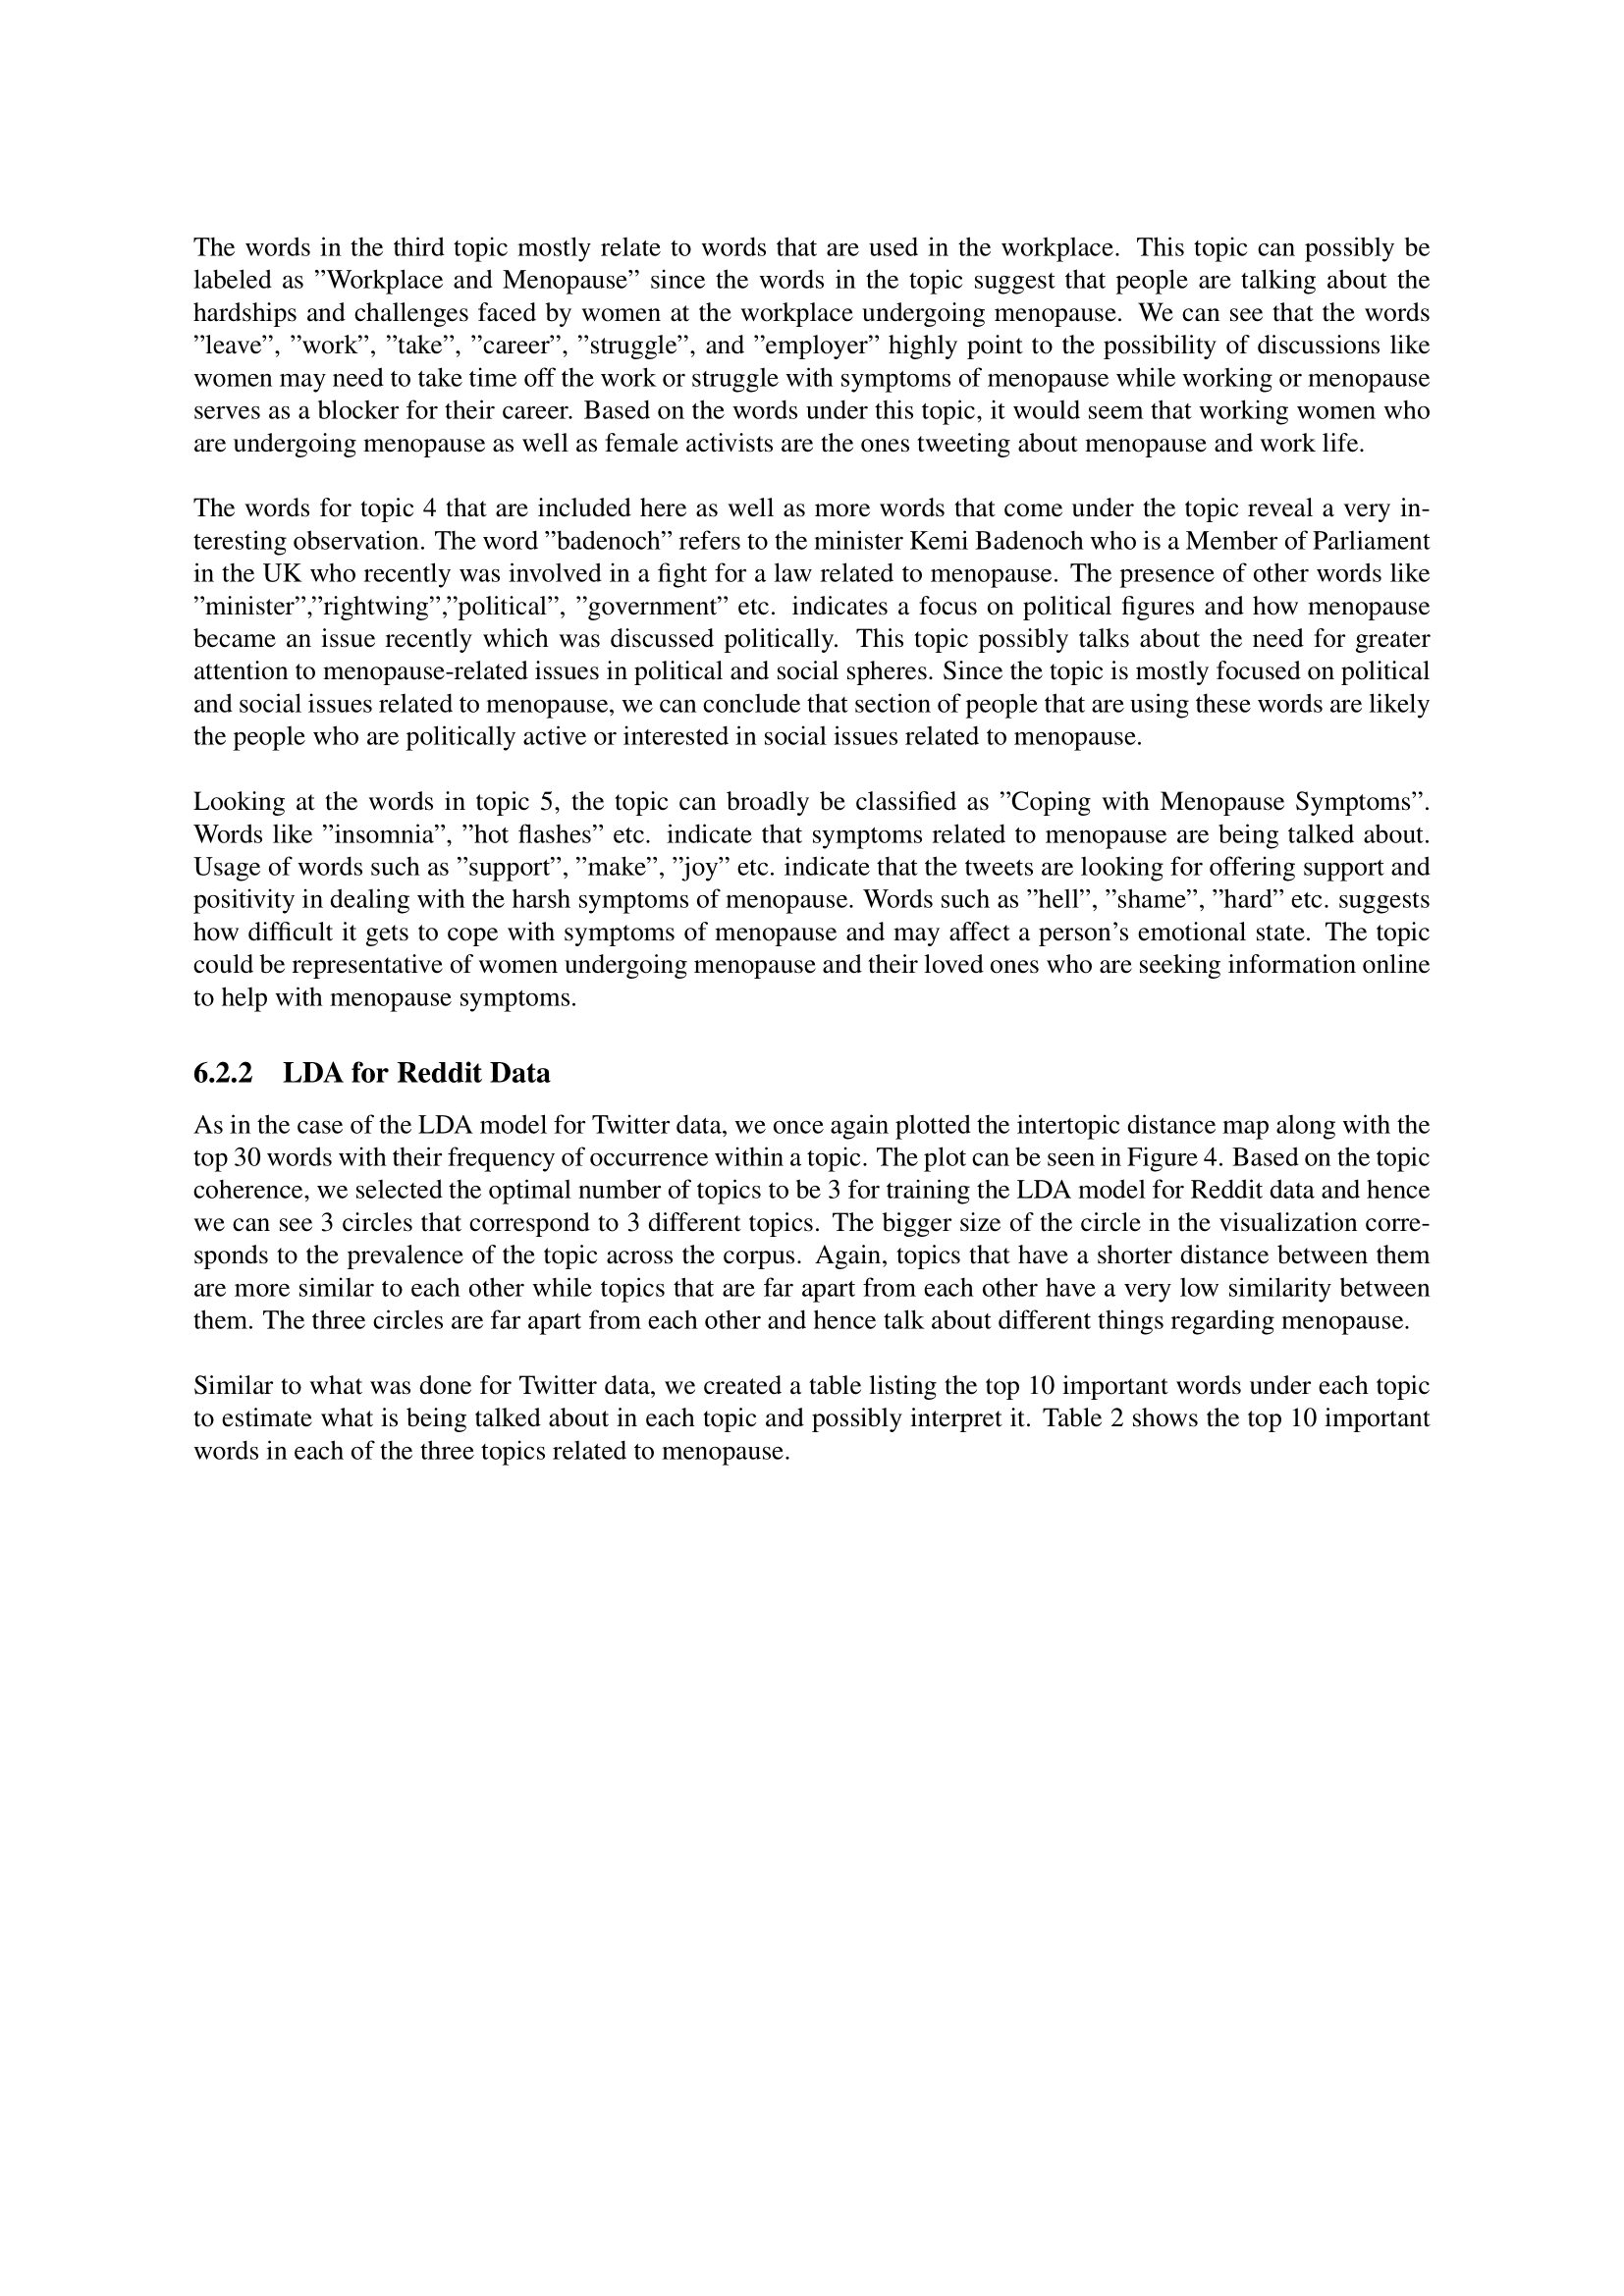 The words in the third topic mostly relate to words that are used in the workplace. This topic can possibly be
labeled as ”Workplace and Menopause” since the words in the topic suggest that people are talking about the
hardships and challenges faced by women at the workplace undergoing menopause. We can see that the words
”leave”, ”work”, ”take”, ”career”, ”struggle”, and ”employer” highly point to the possibility of discussions like
women may need to take time off the work or struggle with symptoms of menopause while working or menopause
serves as a blocker for their career. Based on the words under this topic, it would seem that working women who
are undergoing menopause as well as female activists are the ones tweeting about menopause and work life.
The words for topic 4 that are included here as well as more words that come under the topic reveal a very in-
teresting observation. The word ”badenoch” refers to the minister Kemi Badenoch who is a Member of Parliament
in the UK who recently was involved in a fight for a law related to menopause. The presence of other words like
”minister”,”rightwing”,”political”, ”government” etc. indicates a focus on political figures and how menopause
became an issue recently which was discussed politically. This topic possibly talks about the need for greater
attention to menopause-related issues in political and social spheres. Since the topic is mostly focused on political
and social issues related to menopause, we can conclude that section of people that are using these words are likely
the people who are politically active or interested in social issues related to menopause.
Looking at the words in topic 5, the topic can broadly be classified as ”Coping with Menopause Symptoms”.
Words like ”insomnia”, ”hot flashes” etc. indicate that symptoms related to menopause are being talked about.
Usage of words such as ”support”, ”make”, ”joy” etc. indicate that the tweets are looking for offering support and
positivity in dealing with the harsh symptoms of menopause. Words such as ”hell”, ”shame”, ”hard” etc. suggests
how difficult it gets to cope with symptoms of menopause and may affect a person’s emotional state. The topic
could be representative of women undergoing menopause and their loved ones who are seeking information online
to help with menopause symptoms.
6.2.2 LDA for Reddit Data
As in the case of the LDA model for Twitter data, we once again plotted the intertopic distance map along with the
top 30 words with their frequency of occurrence within a topic. The plot can be seen in Figure 4. Based on the topic
coherence, we selected the optimal number of topics to be 3 for training the LDA model for Reddit data and hence
we can see 3 circles that correspond to 3 different topics. The bigger size of the circle in the visualization corre-
sponds to the prevalence of the topic across the corpus. Again, topics that have a shorter distance between them
are more similar to each other while topics that are far apart from each other have a very low similarity between
them. The three circles are far apart from each other and hence talk about different things regarding menopause.
Similar to what was done for Twitter data, we created a table listing the top 10 important words under each topic
to estimate what is being talked about in each topic and possibly interpret it. Table 2 shows the top 10 important
words in each of the three topics related to menopause.